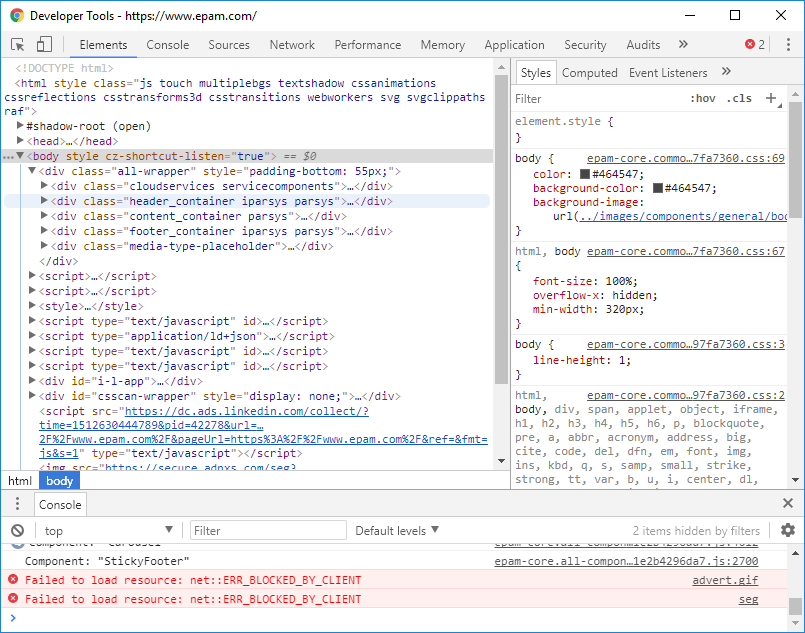 Developer Tools - https://www.epam.com/
Elements Console Sources Network Performance Memory Application Security Audits » 2
<!DOCTYPE html>
<html style class="js touch multiplebgs textshadow cssanimations
cssreflections csstransforms3d csstransitions webworkers svg svgclippaths
raf">
#shadow-root (open)
<head>…</head>
…<body style cz-shortcut-listen="true"> == $0
<div class="all-wrapper" style="padding-bottom: 55px;">
<div class="cloudservices servicecomponents">…</div>
<div class="header_container iparsys parsys">…</div>
<div class="content_container parsys">…</div>
<div class="footer_container iparsys parsys">…</div>
<div class="media-type-placeholder">…</div>
</div>
<script>…</script>
<script>…</script>
<style>…</style>
<script type="text/javascript" id>…</script>
<script type="application/ld+json">…</script>
<script type="text/javascript" id>…</script>
<script type="text/javascript" id>…</script>
<div id="i-l-app">…</div>
<div id="csscan-wrapper" style="display: none;">…</div>
<script src="https://dc.ads.linkedin.com/collect/?
time=1512630444789&pid=42278&url=…
2F%2Fwww.epam.com%2F&pageUrl=https%3A%2F%2Fwww.epam.com%2F&ref=&fmt=
js&s=1" type="text/javascript"></script>
<img src="https://secure.adnxs.com/seg?
html body
Styles Computed Event Listeners »
Filter :hov .cls +
element.style {
}
body { epam-core.commo…7fa7360.css:69
color: #464547;
background-color: #464547;
background-image:
url(../images/components/general/bod
}
html, body epam-core.commo…7fa7360.css:67
{
font-size: 100%;
overflow-x: hidden;
min-width: 320px;
}
body { epam-core.commo…97fa7360.css:3
line-height: 1;
}
html, epam-core.commo…97fa7360.css:2
body, div, span, applet, object, iframe,
h1, h2, h3, h4, h5, h6, p, blockquote,
pre, a, abbr, acronym, address, big,
cite, code, del, dfn, em, font, img,
ins, kbd, q, s, samp, small, strike,
strong, tt, var, b, u, i, center, dl,
Console
top Filter Default levels 2 items hidden by filters
Component: "Carousel"
Component: "StickyFooter" epam-core.all-compon…1e2b4296da7.js:2700
Failed to load resource: net::ERR_BLOCKED_BY_CLIENT advert.gif
Failed to load resource: net::ERR_BLOCKED_BY_CLIENT seg
>